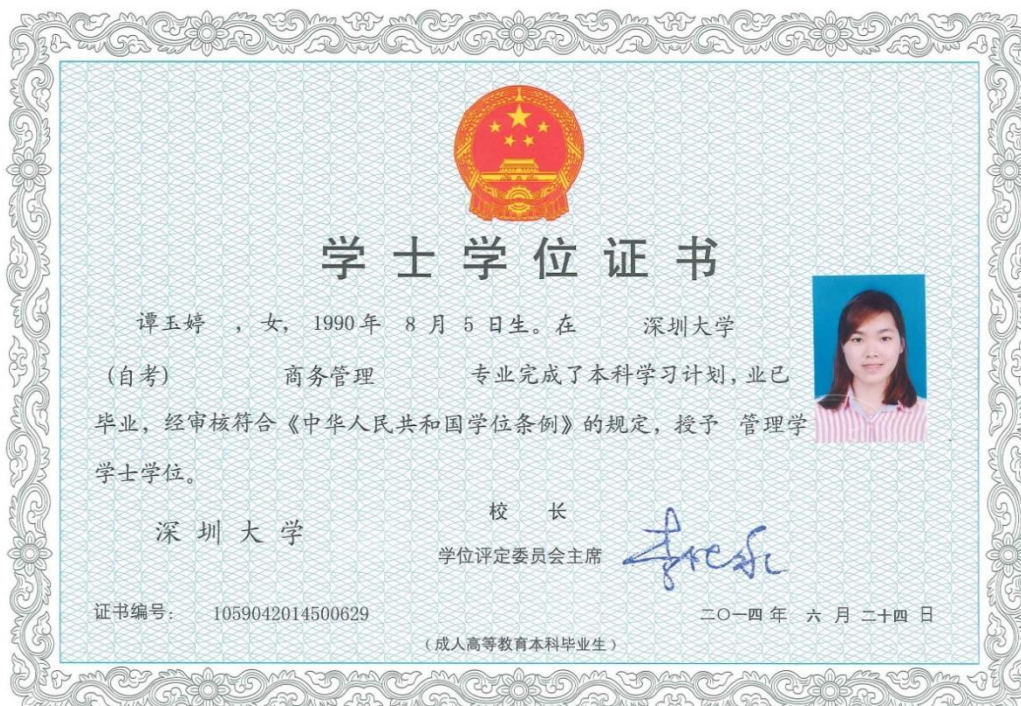 学士学位证书
谭玉婷 , 女, 1990年 8 月 5 日生。在 深圳大学
(自考) 商务管理 专业完成了本科学习计划,业已
毕业, 经审核符合《中华人民共和国学位条例》的规定, 授予 管理学
学士学位。
深圳大学
校 长
学位评定委员会主席
证书编号: 1059042014500629
二〇一四年 六 月 二十四 日
(成人高等教育本科毕业生)